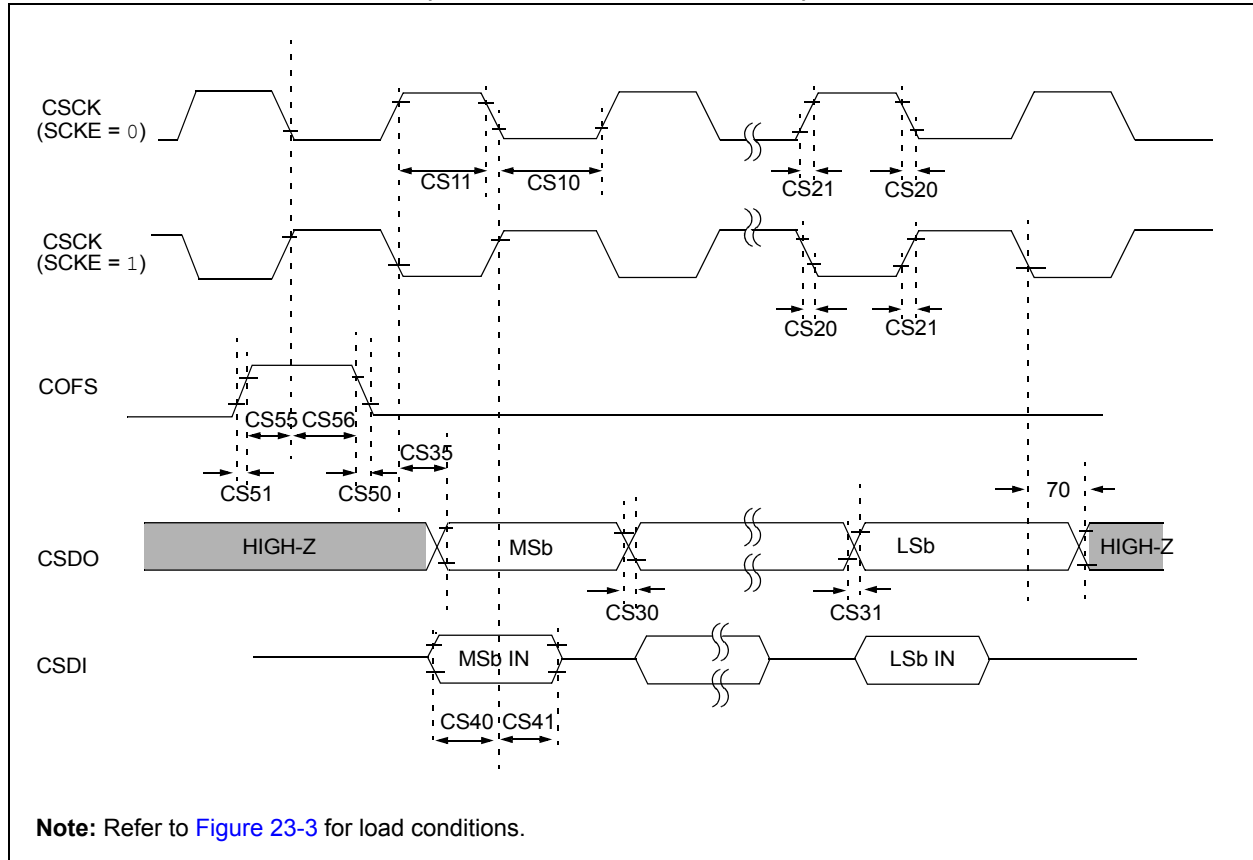 CSCK
(SCKE = 0)
CS11
CS10
CS21
CS20
CSCK
(SCKE = 1)
CS20
CS21
COFS
CS55
CS56
CS35
CS51
CS50
70
CSDO
HIGH-Z
MSb
LSb
HIGH-Z
CS30
CS31
CSDI
MSb IN
LSb IN
CS40
CS41
Note: Refer to Figure 23-3 for load conditions.